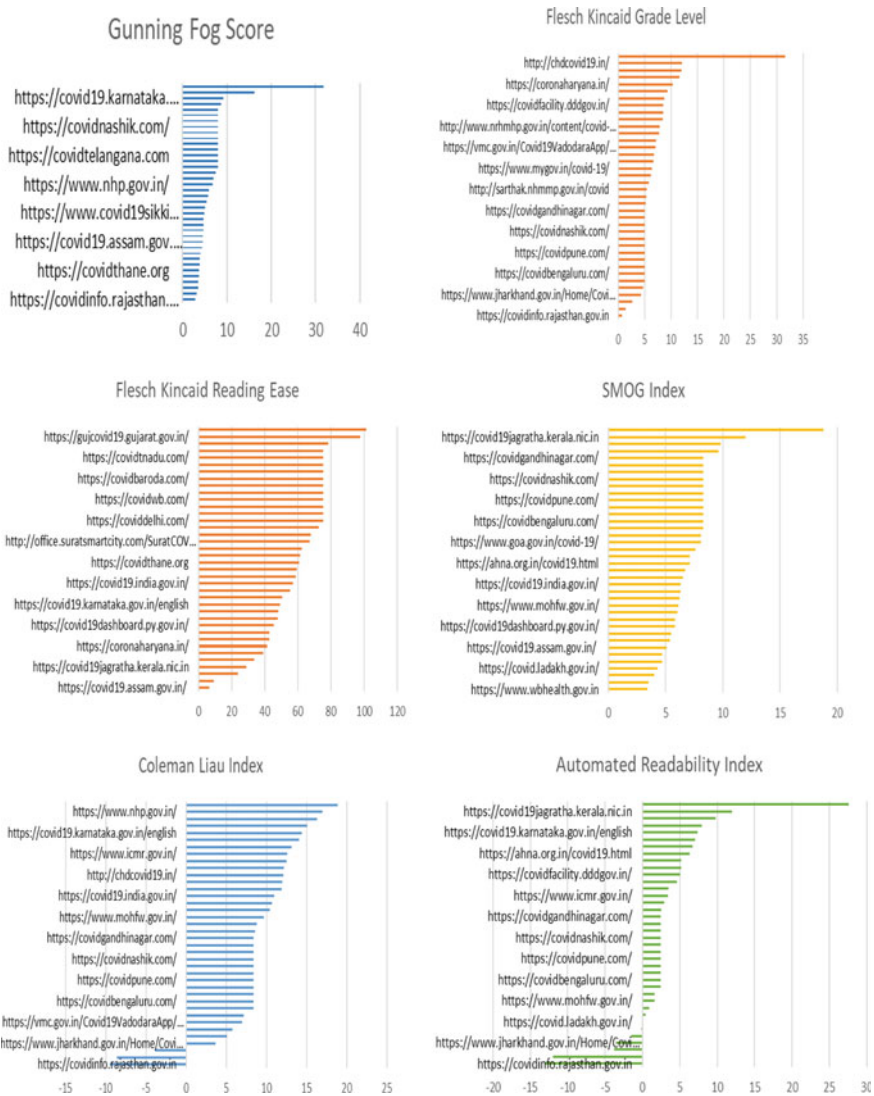 Gunning Fog Score
https://covid19.karnataka....
https://covidnashik.com/
https://covidtelangana.com
https://www.nhp.gov.in/
https://www.covid19sikki...
https://covid19.assam.gov....
https://covidthane.org
https://covidinfo.rajasthan....
0 10 20 30 40
Flesch Kincaid Grade Level
http://chdcovid19.in/
https://coronaharyana.in/
https://covidfacility.dddgov.in/
http://www.nrhmhp.gov.in/content/covid-...
https://vmc.gov.in/Covid19VadodaraApp/...
https://www.mygov.in/covid-19/
http://sarthak.nhmmp.gov.in/covid
https://covidgandhinagar.com/
https://covidnashik.com/
https://covidpune.com/
https://covidbengaluru.com/
https://www.jharkhand.gov.in/Home/Covi...
https://covidinfo.rajasthan.gov.in
0 5 10 15 20 25 30 35
Flesch Kincaid Reading Ease
https://gujcovid19.gujarat.gov.in/
https://covidtnadu.com/
https://covidbaroda.com/
https://covidwb.com/
https://coviddelhi.com/
http://office.suratsmartcity.com/SuratCOV...
https://covidthane.org
https://covid19.india.gov.in/
https://covid19.karnataka.gov.in/english
https://covid19dashboard.py.gov.in/
https://coronaharyana.in/
https://covid19jagratha.kerala.nic.in
https://covid19.assam.gov.in/
0 20 40 60 80 100 120
SMOG Index
https://covid19jagratha.kerala.nic.in
https://covidgandhinagar.com/
https://covidnashik.com/
https://covidpune.com/
https://covidbengaluru.com/
https://www.goa.gov.in/covid-19/
https://ahna.org.in/covid19.html
https://covid19.india.gov.in/
https://www.mohfw.gov.in/
https://covid19dashboard.py.gov.in/
https://covid19.assam.gov.in/
https://covid.ladakh.gov.in/
https://www.wbhealth.gov.in
0 5 10 15 20
Coleman Liau Index
https://www.nhp.gov.in/
https://covid19.karnataka.gov.in/english
https://www.icmr.gov.in/
http://chdcovid19.in/
https://covid19.india.gov.in/
https://www.mohfw.gov.in/
https://covidgandhinagar.com/
https://covidnashik.com/
https://covidpune.com/
https://covidbengaluru.com/
https://vmc.gov.in/Covid19VadodaraApp/...
https://www.jharkhand.gov.in/Home/Covi...
https://covidinfo.rajasthan.gov.in
-15 -10 -5 0 5 10 15 20 25
Automated Readability Index
https://covid19jagratha.kerala.nic.in
https://covid19.karnataka.gov.in/english
https://ahna.org.in/covid19.html
https://covidfacility.dddgov.in/
https://www.icmr.gov.in/
https://covidgandhinagar.com/
https://covidnashik.com/
https://covidpune.com/
https://covidbengaluru.com/
https://www.mohfw.gov.in/
https://covid.ladakh.gov.in/
https://www.jharkhand.gov.in/Home/Covi...
https://covidinfo.rajasthan.gov.in
-20 -15 -10 -5 0 5 10 15 20 25 30